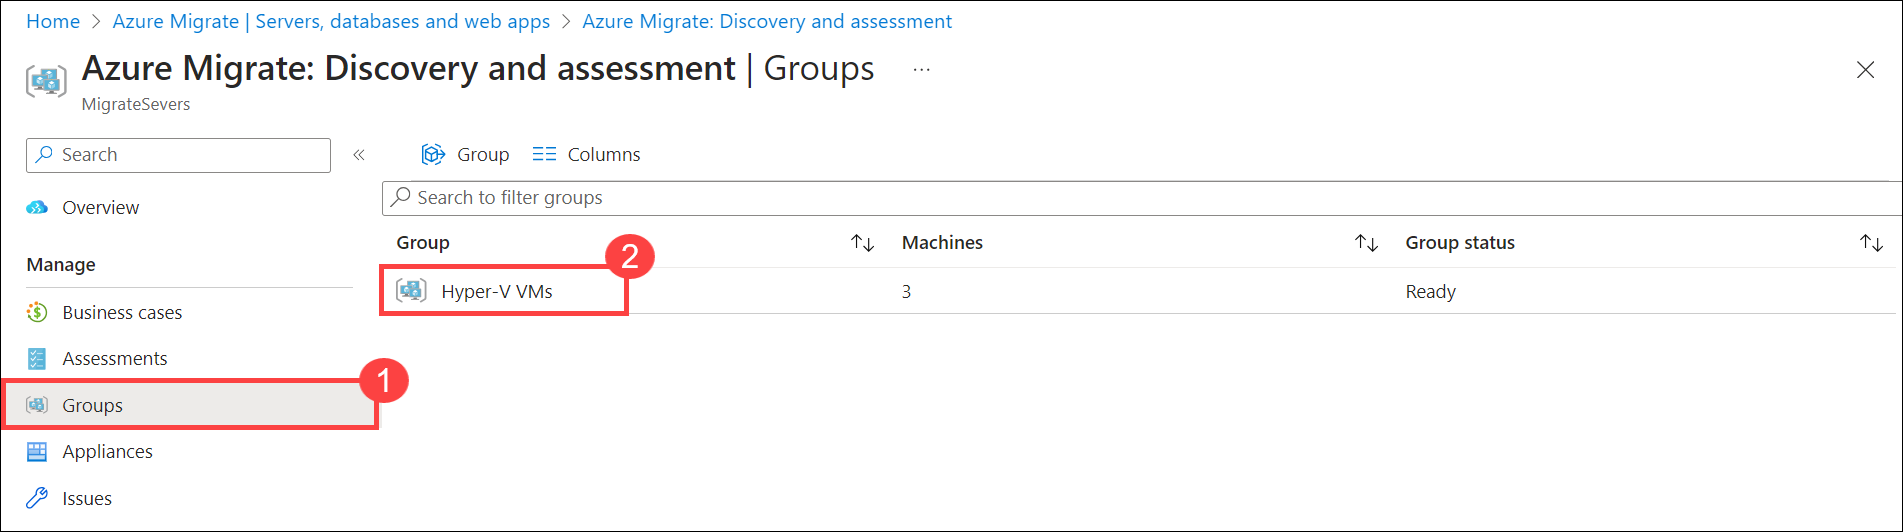 Home > Azure Migrate | Servers, databases and web apps > Azure Migrate: Discovery and assessment
Azure Migrate: Discovery and assessment | Groups ...
MigrateSevers
Search «
Group Columns
Search to filter groups
Overview
Group Machines Group status
2
Manage
Hyper-V VMs 3 Ready
Business cases
Assessments
1
Groups
Appliances
Issues